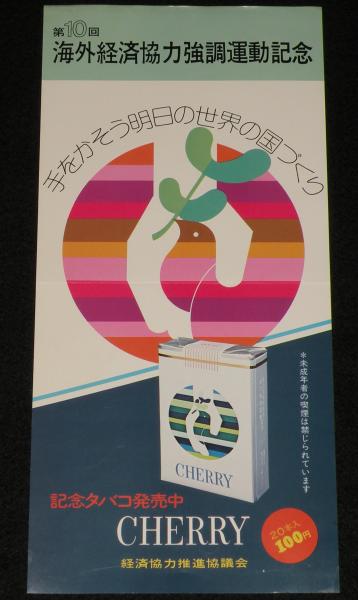 第10回
海外経済協力強調運動記念
手をかそう明日の世界の国づくり
*未成年者の喫煙は禁じられています
CHERRY
記念タバコ発売中
CHERRY
20本入
100円
経済協力推進協議会